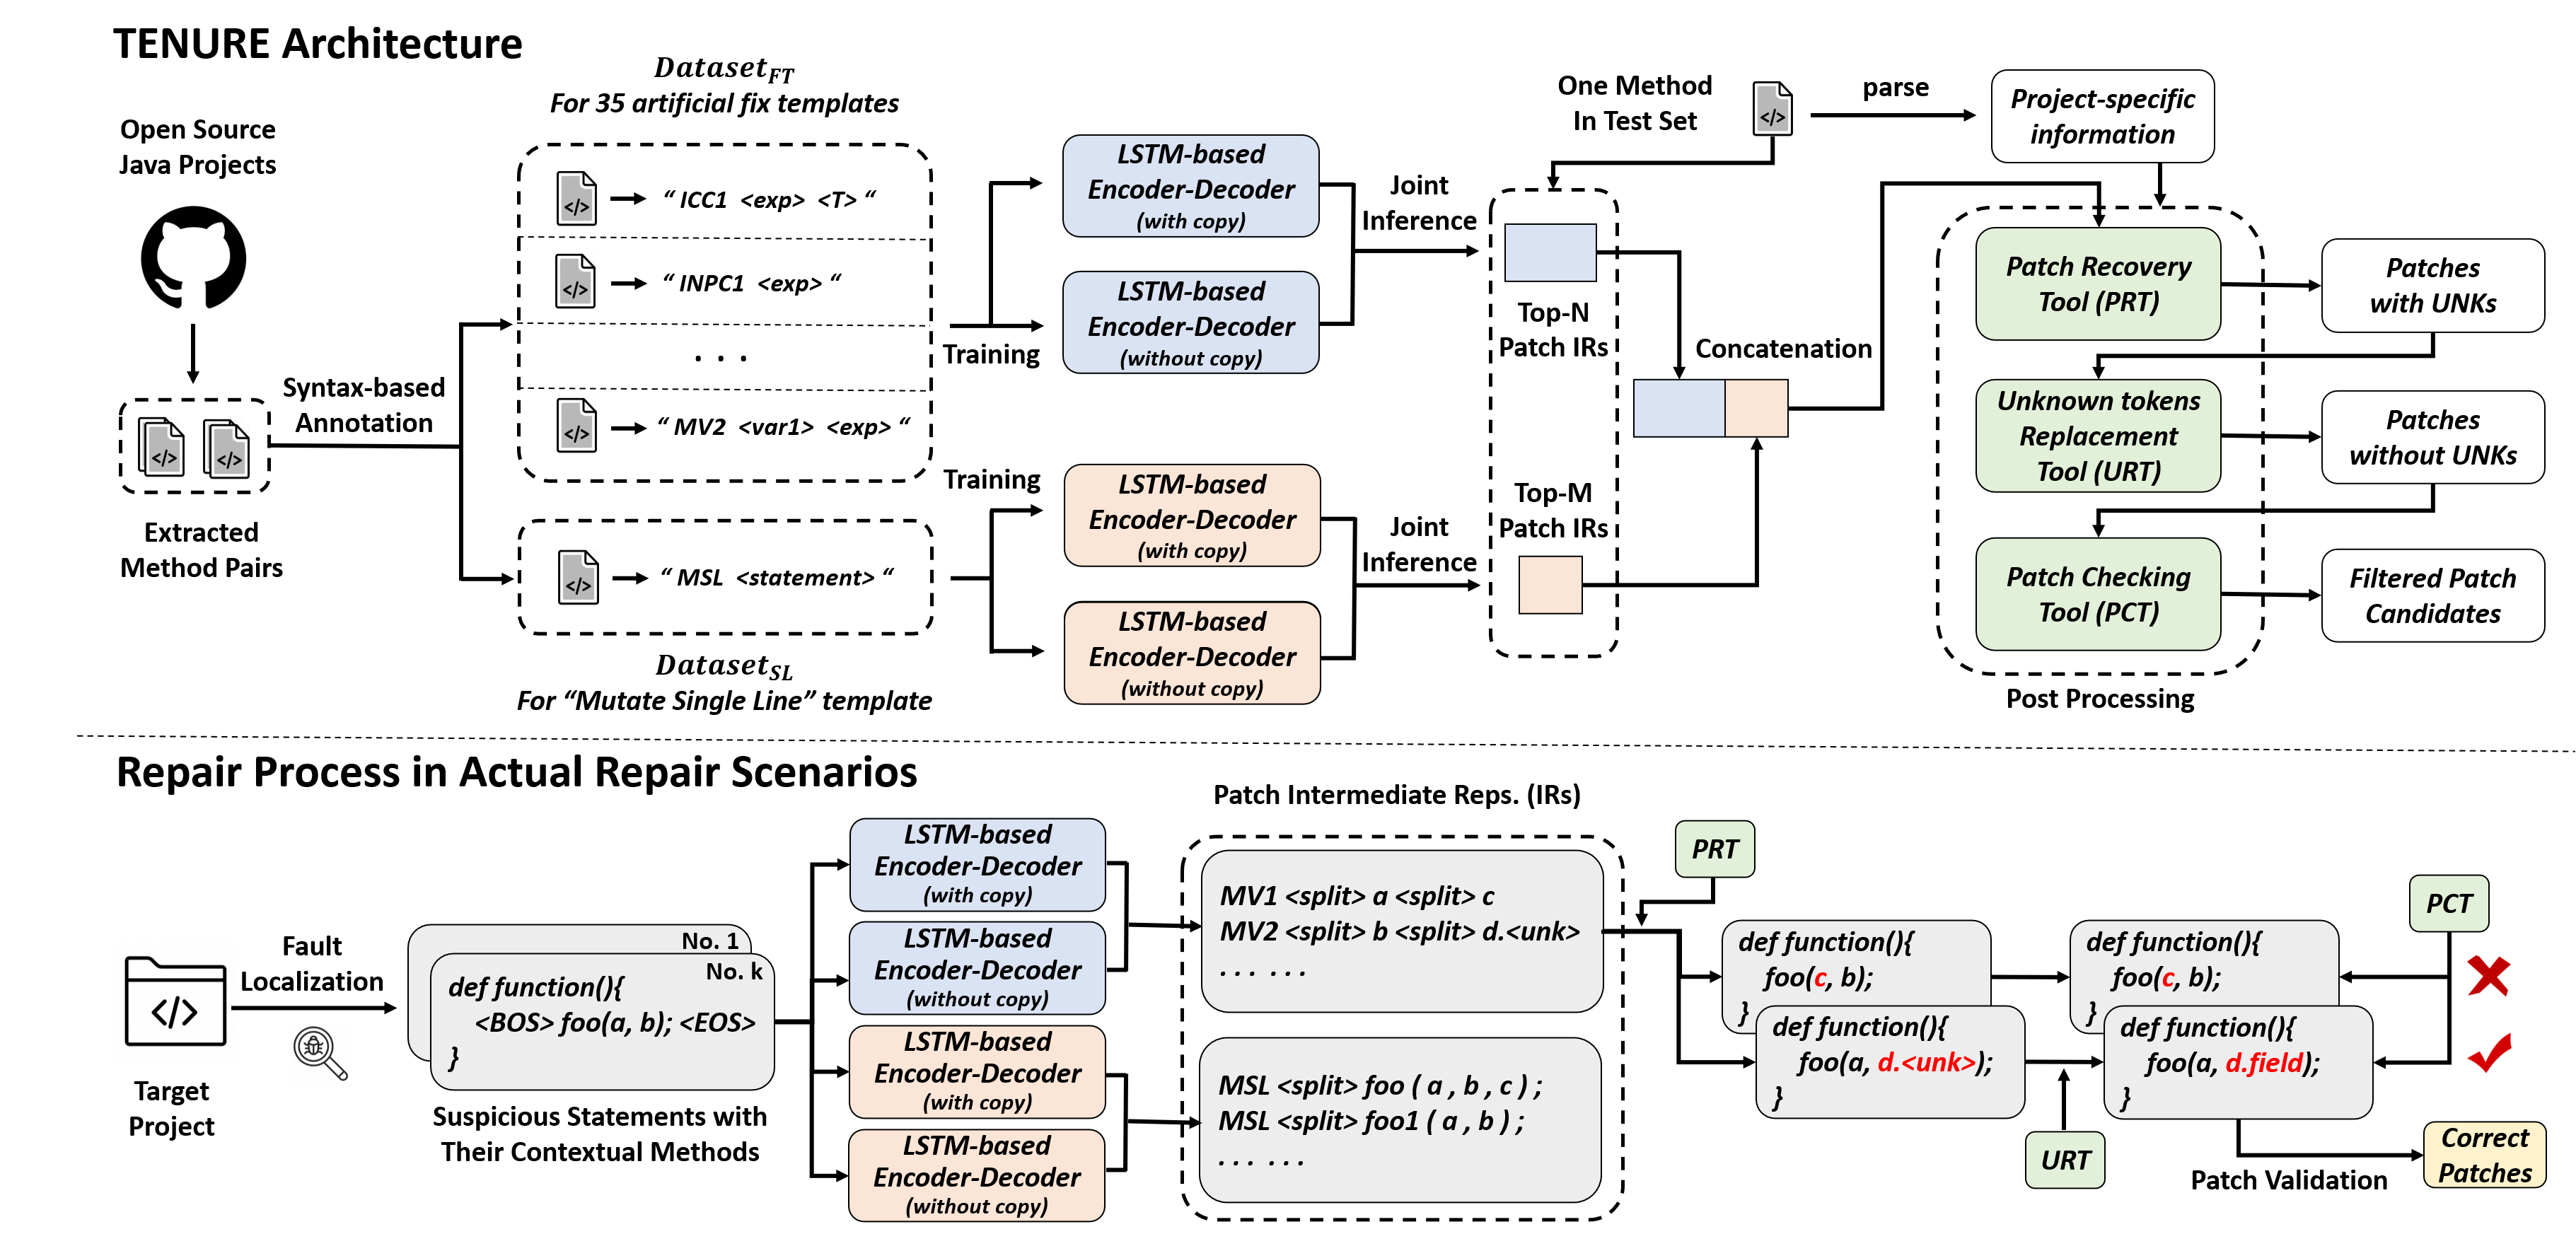 TENURE Architecture
Open Source
Java Projects
Extracted
Method Pairs
Syntax-based
Annotation
Dataset_FT
For 35 artificial fix templates
</>
“ ICC1 <exp> <T> “
</>
“ INPC1 <exp> “
. . .
</>
“ MV2 <var1> <exp> “
</> </>
</>
“ MSL <statement> “
Dataset_SL
For “Mutate Single Line” template
Training
Training
LSTM-based
Encoder-Decoder
(with copy)
LSTM-based
Encoder-Decoder
(without copy)
LSTM-based
Encoder-Decoder
(with copy)
LSTM-based
Encoder-Decoder
(without copy)
Joint
Inference
Joint
Inference
One Method
In Test Set
</>
parse
Project-specific
information
Top-N
Patch IRs
Top-M
Patch IRs
Concatenation
Patch Recovery
Tool (PRT)
Unknown tokens
Replacement
Tool (URT)
Patch Checking
Tool (PCT)
Post Processing
Patches
with UNKs
Patches
without UNKs
Filtered Patch
Candidates
Repair Process in Actual Repair Scenarios
</>
Target
Project
Fault
Localization
No. 1
No. k
def function(){
<BOS> foo(a, b); <EOS>
}
Suspicious Statements with
Their Contextual Methods
LSTM-based
Encoder-Decoder
(with copy)
LSTM-based
Encoder-Decoder
(without copy)
LSTM-based
Encoder-Decoder
(with copy)
LSTM-based
Encoder-Decoder
(without copy)
Patch Intermediate Reps. (IRs)
MV1 <split> a <split> c
MV2 <split> b <split> d.<unk>
. . . . . .
MSL <split> foo ( a , b , c ) ;
MSL <split> foo1 ( a , b ) ;
. . . . . .
PRT
def function(){
foo(c, b);
}
def function(){
foo(a, d.<unk>);
}
URT
def function(){
foo(c, b);
}
def function(){
foo(a, d.field);
}
PCT
Patch Validation
Correct
Patches